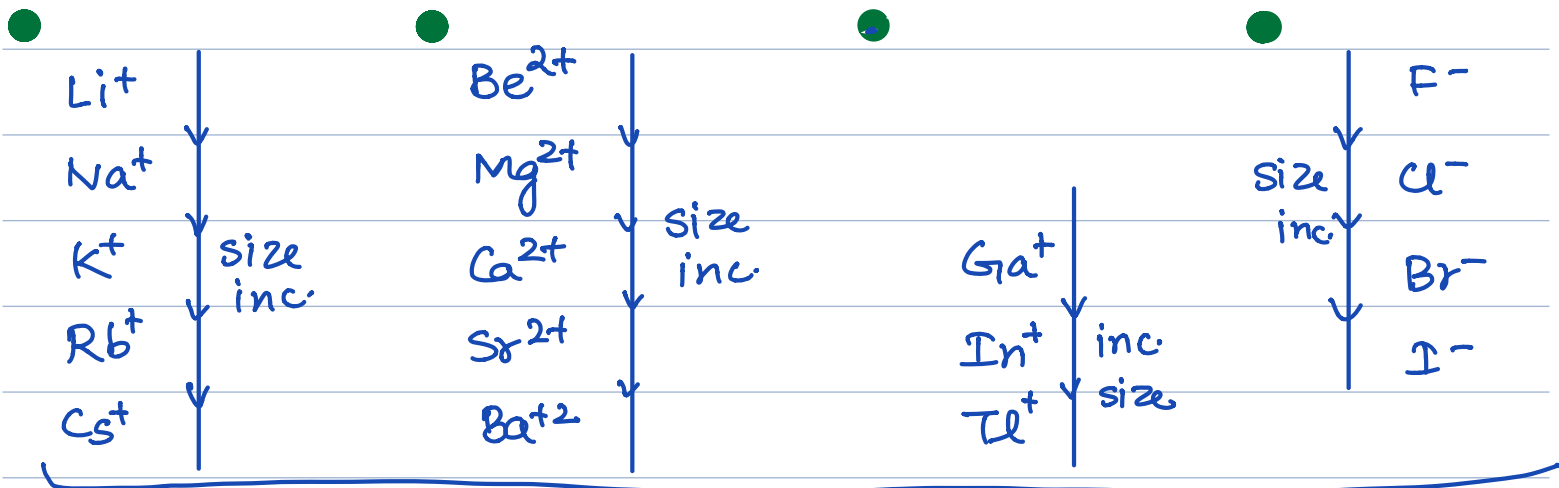 Li⁺
Na⁺
K⁺
Rb⁺
Cs⁺
size
inc.
Be²⁺
Mg²⁺
Ca²⁺
Sr²⁺
Ba⁺²
size
inc.
Ga⁺
In⁺
Tl⁺
inc.
size
size
inc.
F⁻
Cl⁻
Br⁻
I⁻